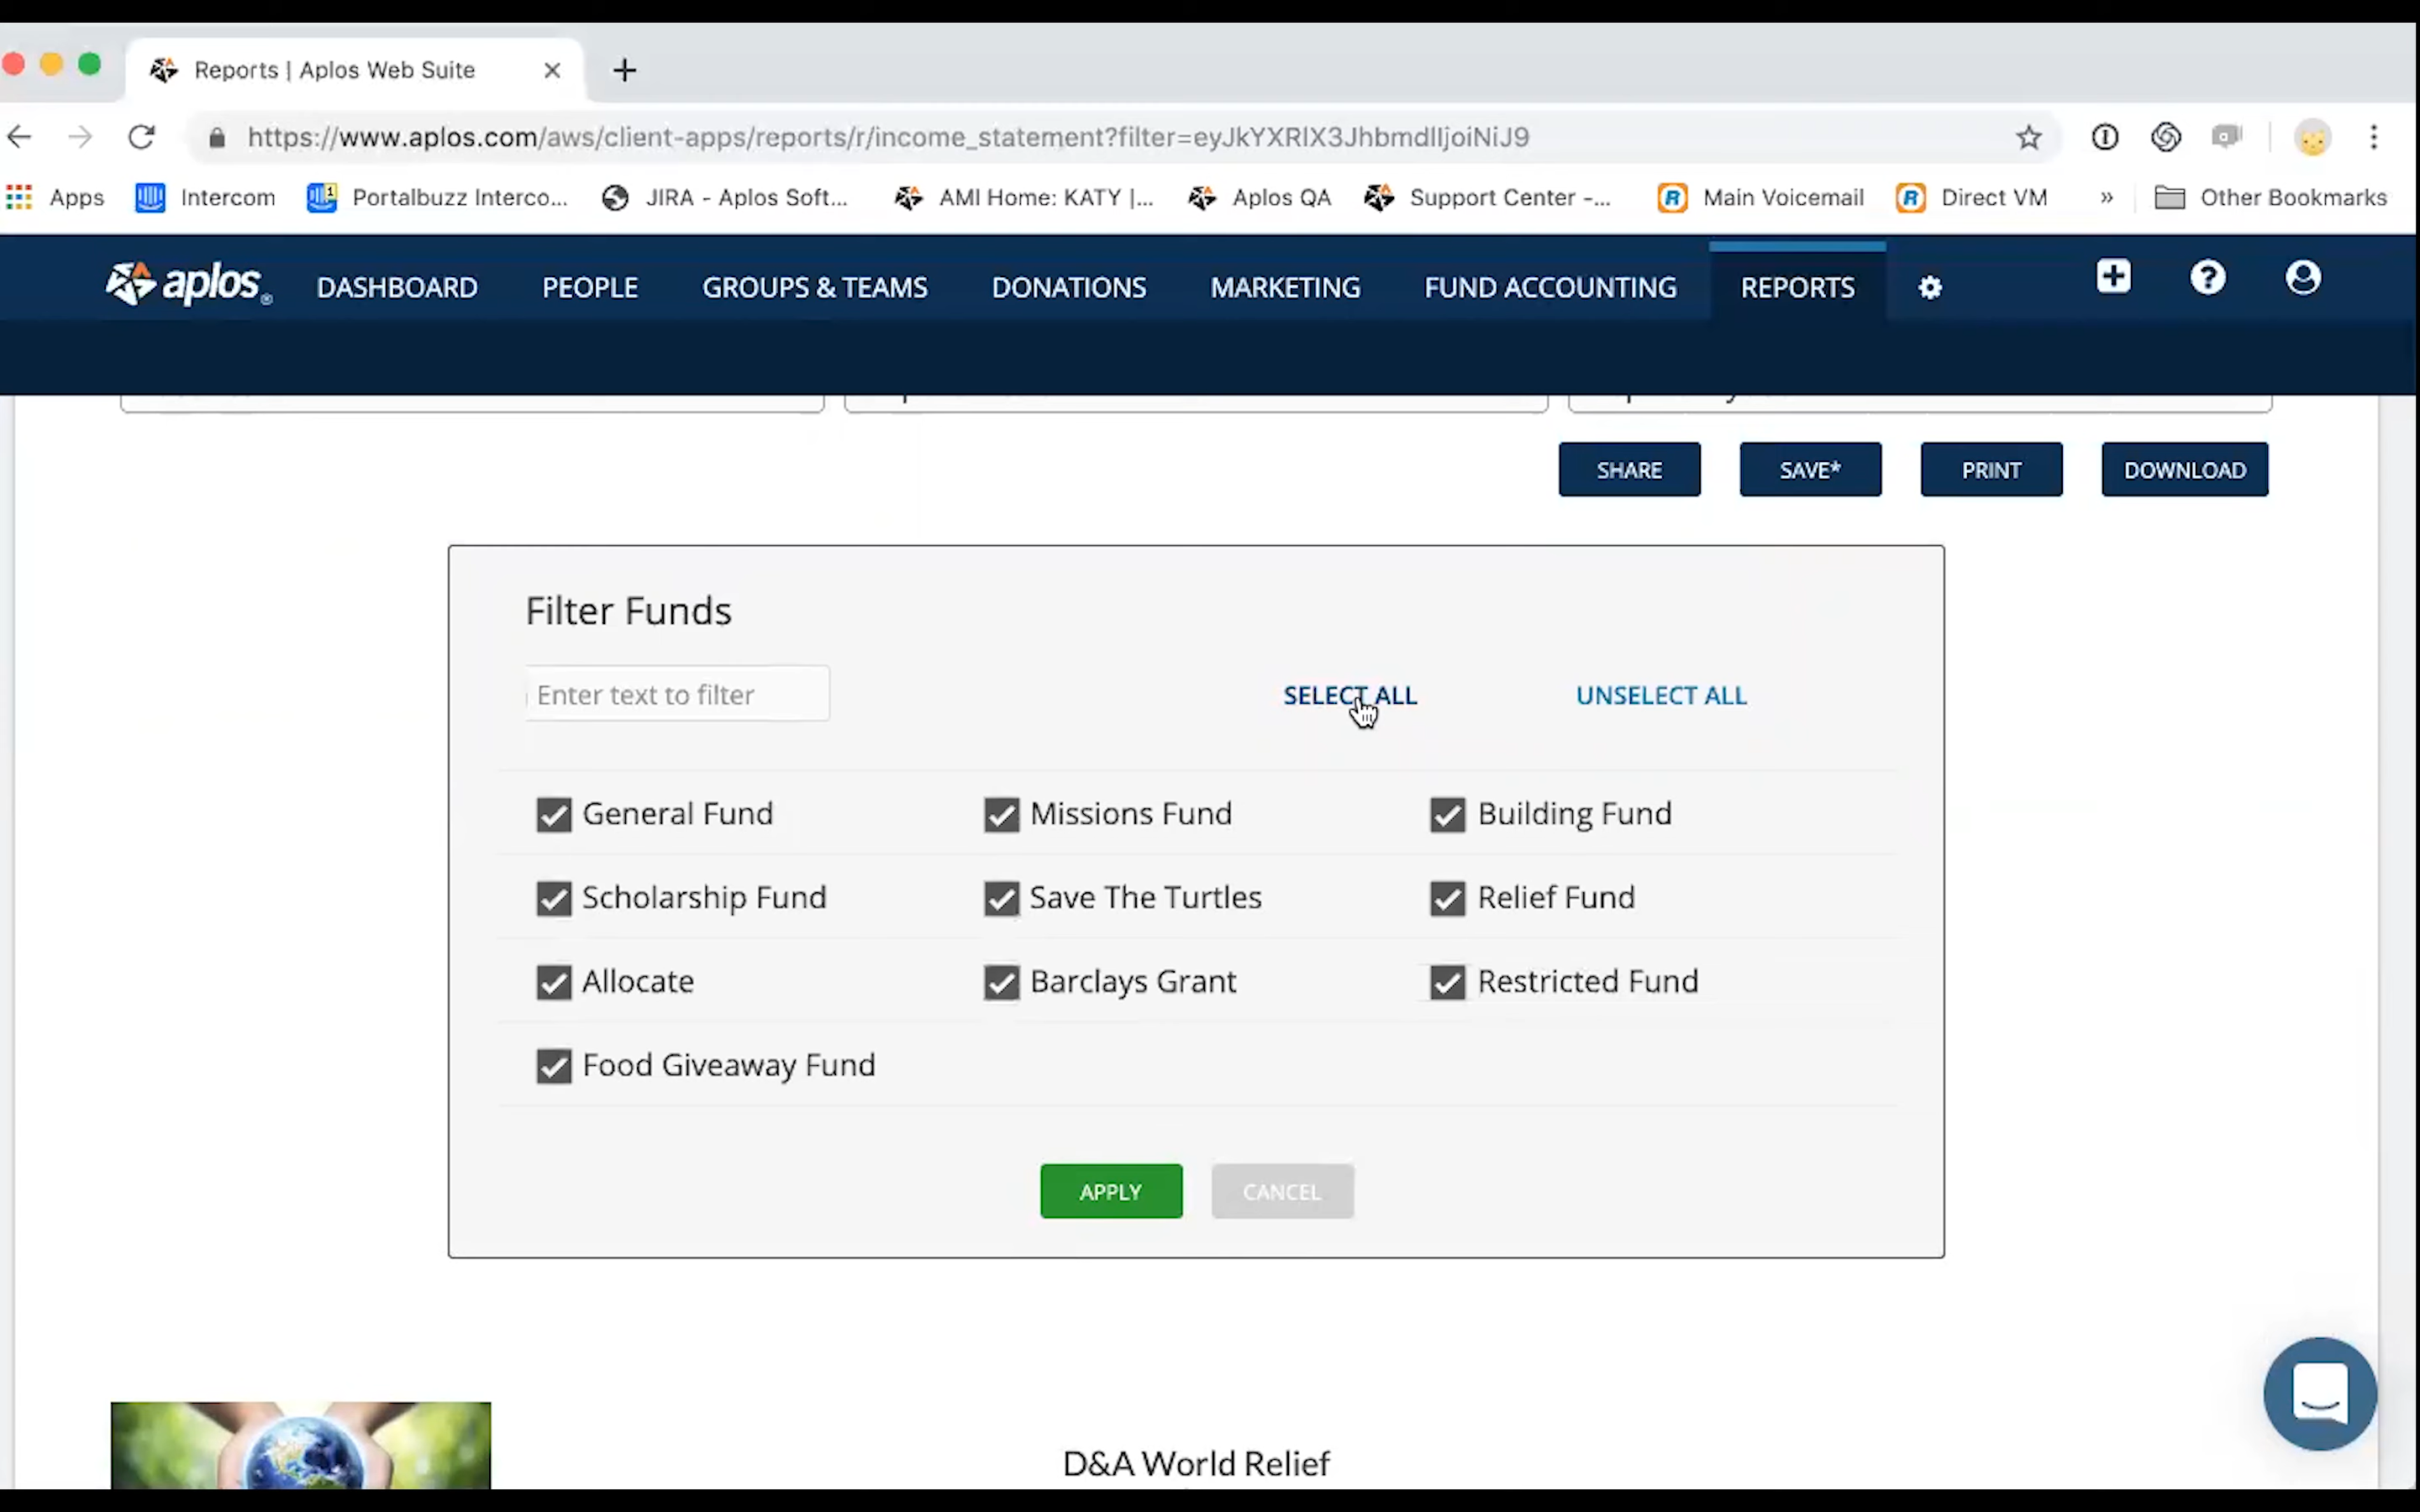 Reports | Aplos Web Suite
https://www.aplos.com/aws/client-apps/reports/r/income_statement?filter=eyJkYXRlX3JhbmdlIjoiNiJ9
Apps Intercom 1 Portalbuzz Interco... JIRA - Aplos Soft... AMI Home: KATY |... Aplos QA Support Center -... R Main Voicemail R Direct VM » Other Bookmarks
aplos® DASHBOARD PEOPLE GROUPS & TEAMS DONATIONS MARKETING FUND ACCOUNTING REPORTS
SHARE SAVE* PRINT DOWNLOAD
Filter Funds
Enter text to filter SELECT ALL UNSELECT ALL
General Fund Missions Fund Building Fund
Scholarship Fund Save The Turtles Relief Fund
Allocate Barclays Grant Restricted Fund
Food Giveaway Fund
APPLY CANCEL
D&A World Relief